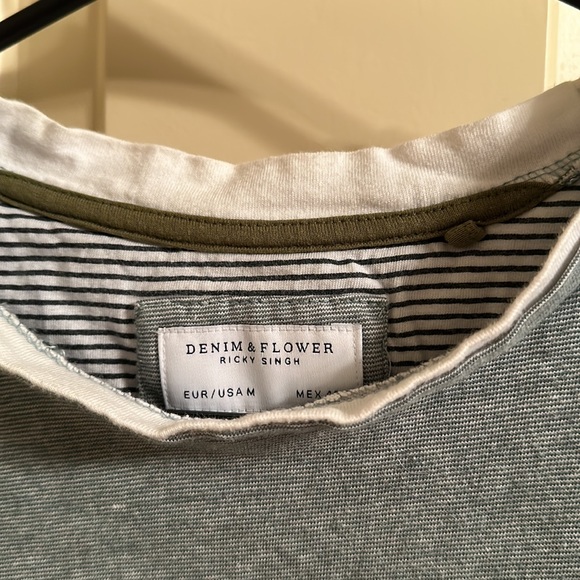 DENIM & FLOWER
RICKY SINGH
EUR/USA M MEX